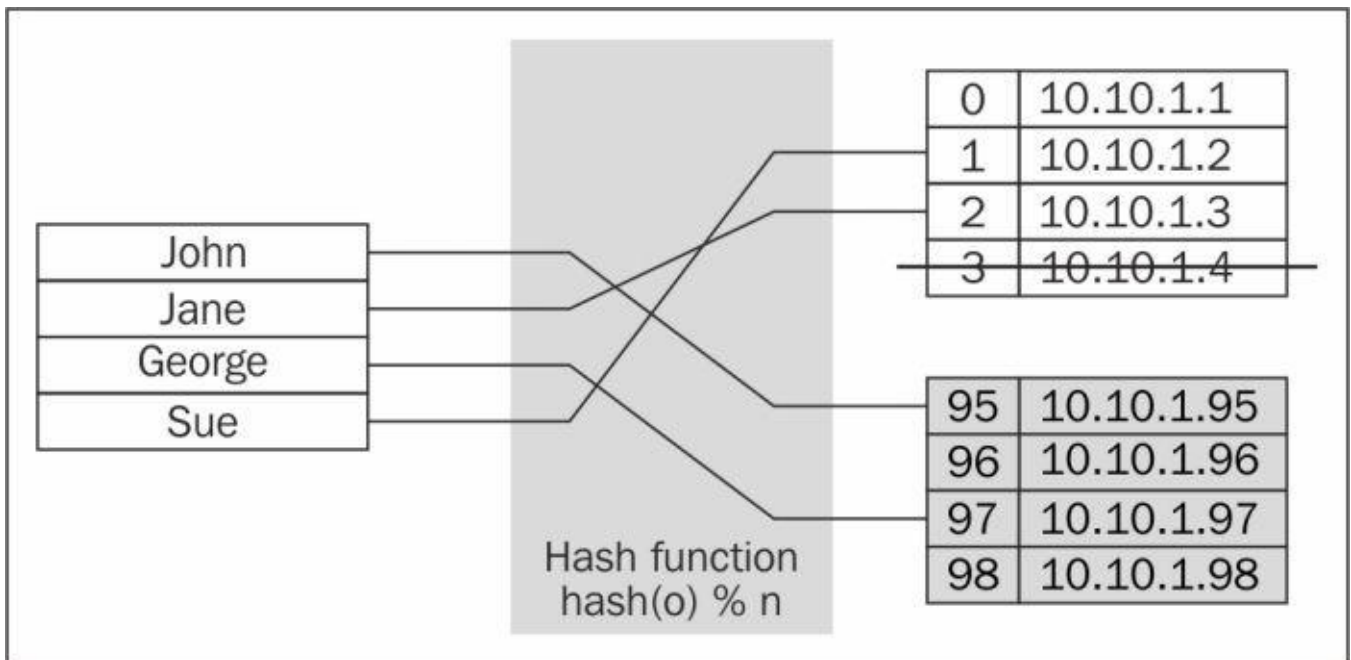 John
Jane
George
Sue
Hash function
hash(o) % n
0 10.10.1.1
1 10.10.1.2
2 10.10.1.3
3 10.10.1.4
95 10.10.1.95
96 10.10.1.96
97 10.10.1.97
98 10.10.1.98